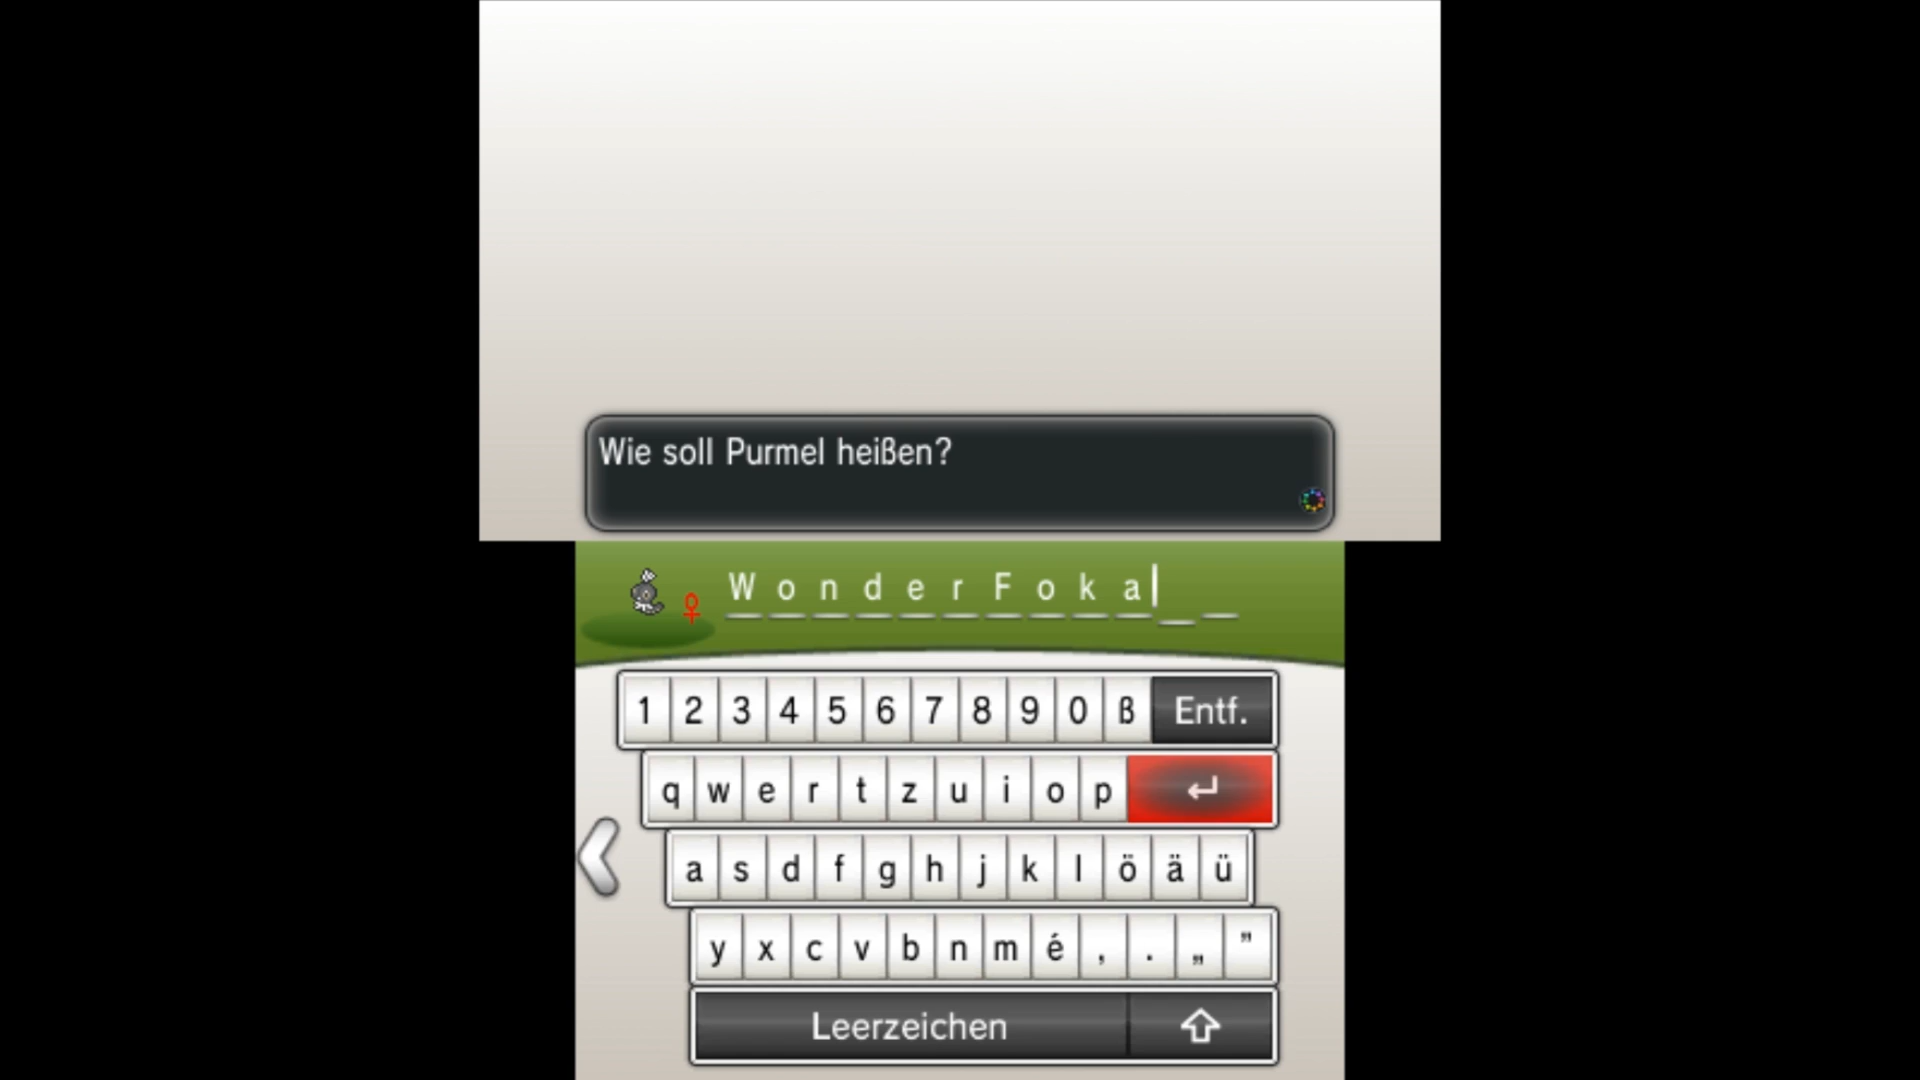 Wie soll Purmel heißen?
♀ WonderFoka
1 2 3 4 5 6 7 8 9 0 ß Entf.
q w e r t z u i o p ↵
a s d f g h j k l ö ä ü
y x c v b n m é , . „ ”
Leerzeichen